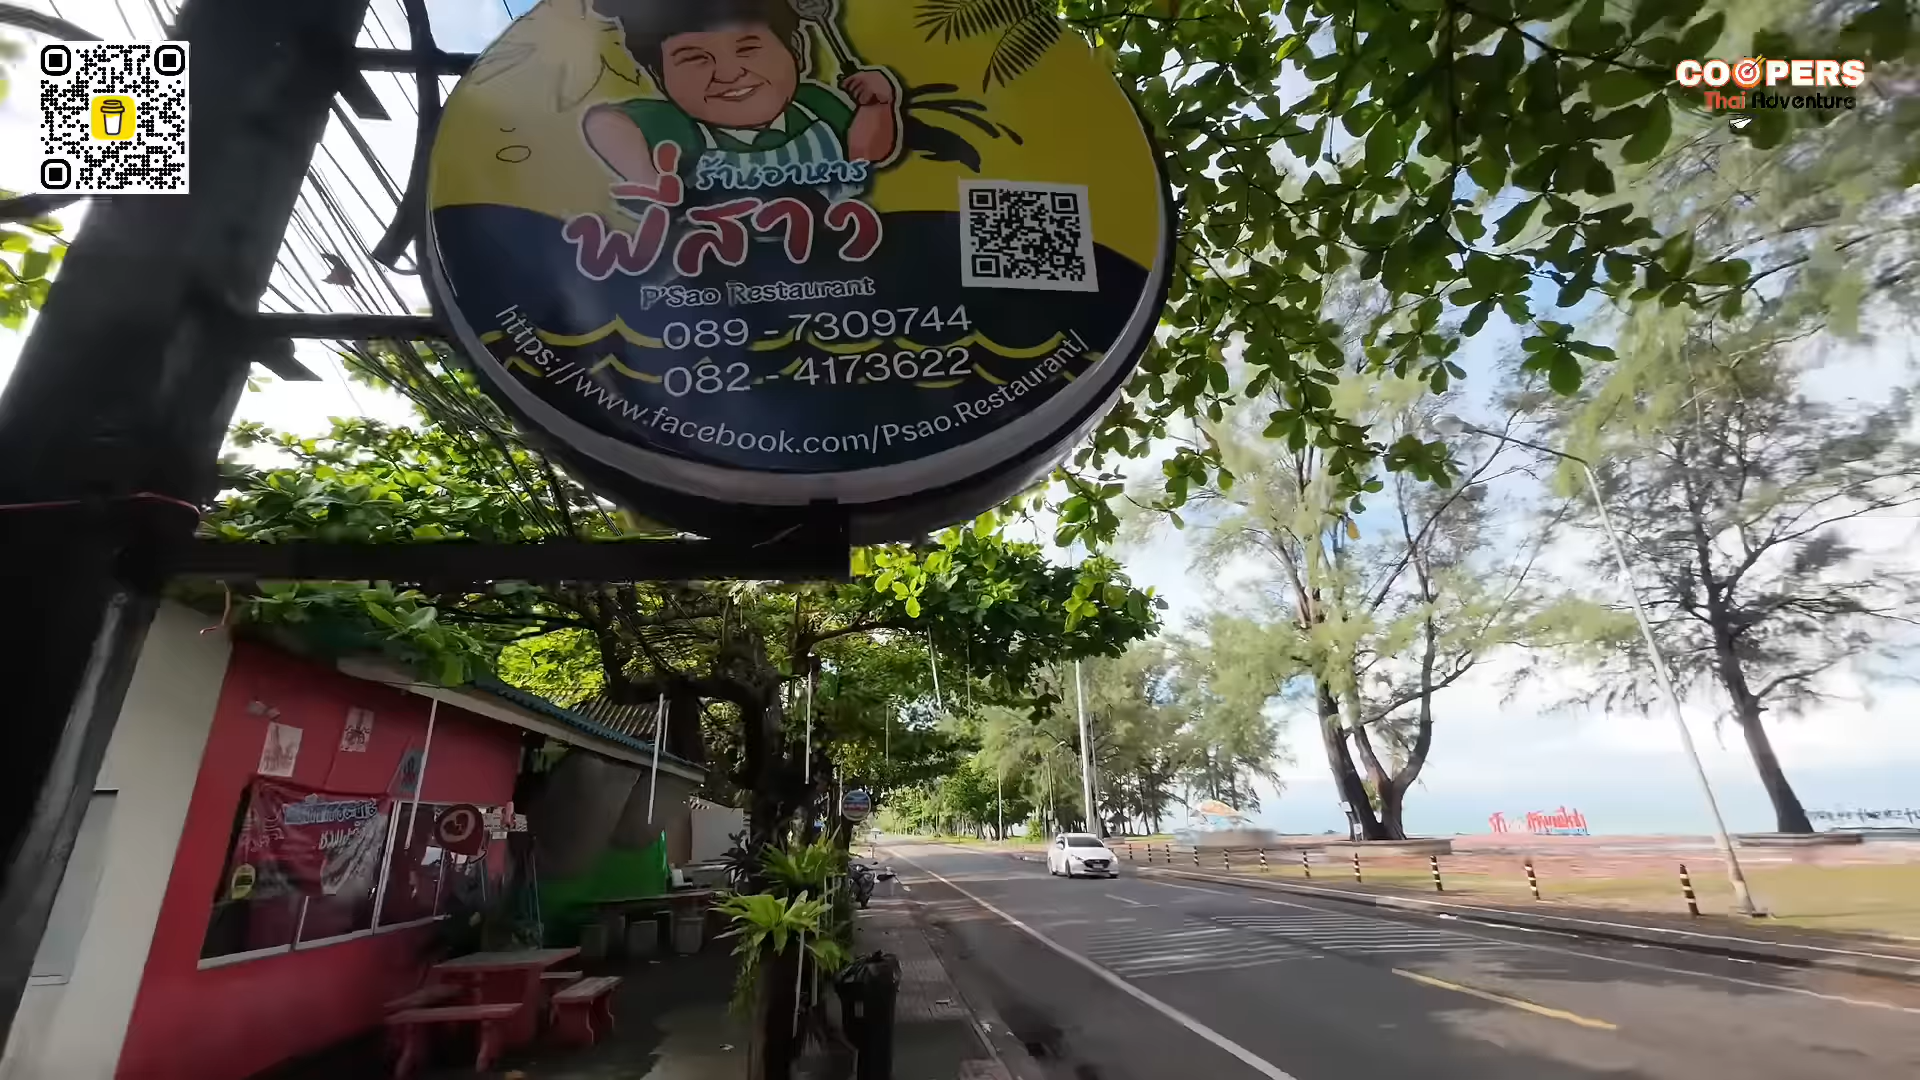 COOPERS
Thai Adventure
ร้านอาหาร
พี่สาว
P'Sao Restaurant
089 - 7309744
082 - 4173622
https://www.facebook.com/Psao.Restaurant/